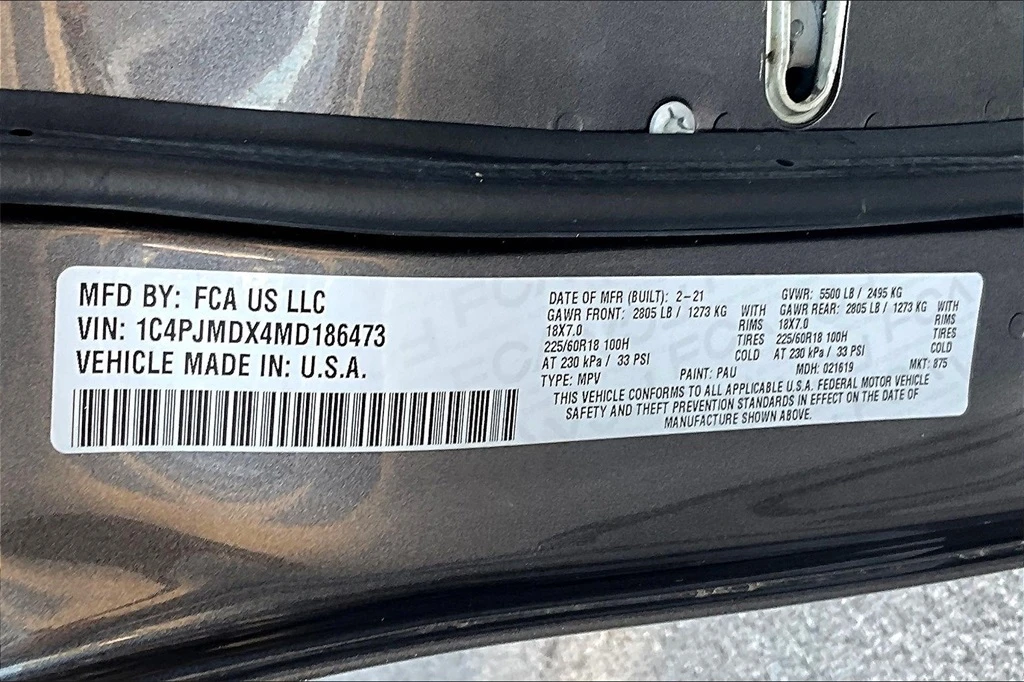 MFD BY: FCA US LLC
VIN: 1C4PJMDX4MD186473
VEHICLE MADE IN: U.S.A.
DATE OF MFR (BUILT): 2-21 GVWR: 5500 LB / 2495 KG
GAWR FRONT: 2805 LB / 1273 KG WITH GAWR REAR: 2805 LB / 1273 KG WITH
18X7.0 RIMS 18X7.0 RIMS
225/60R18 100H TIRES 225/60R18 100H TIRES
AT 230 kPa / 33 PSI COLD AT 230 kPa / 33 PSI COLD
TYPE: MPV PAINT: PAU MDH: 021619 MKT: 875
THIS VEHICLE CONFORMS TO ALL APPLICABLE U.S.A. FEDERAL MOTOR VEHICLE
SAFETY AND THEFT PREVENTION STANDARDS IN EFFECT ON THE DATE OF
MANUFACTURE SHOWN ABOVE.